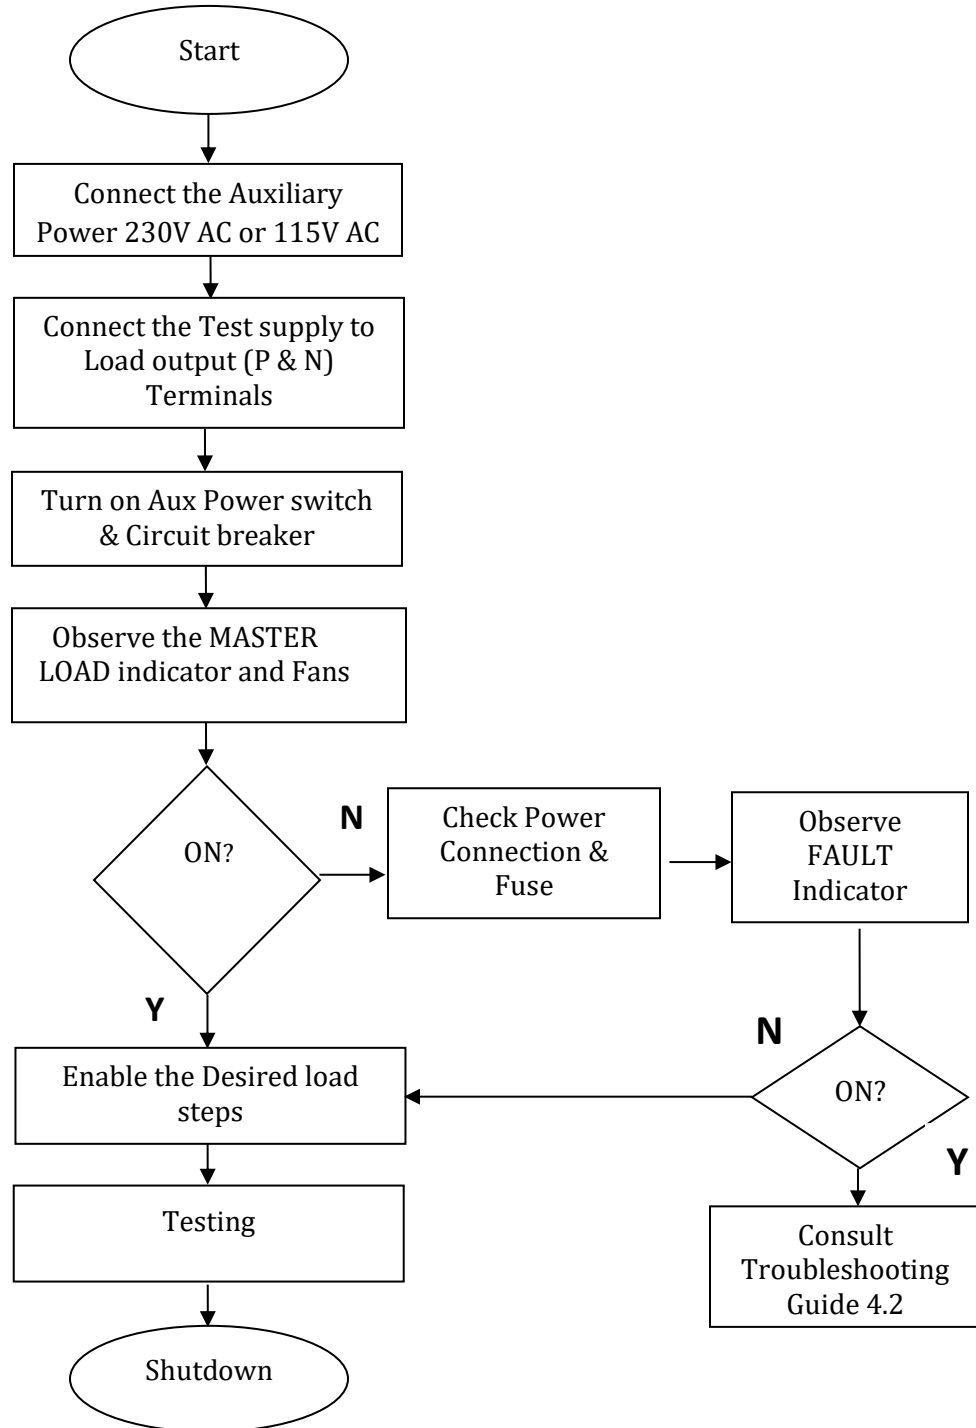 Start
Connect the Auxiliary
Power 230V AC or 115V AC
Connect the Test supply to
Load output (P & N)
Terminals
Turn on Aux Power switch
& Circuit breaker
Observe the MASTER
LOAD indicator and Fans
ON?
N
Check Power
Connection &
Fuse
Observe
FAULT
Indicator
Y
N
ON?
Y
Enable the Desired load
steps
Testing
Consult
Troubleshooting
Guide 4.2
Shutdown